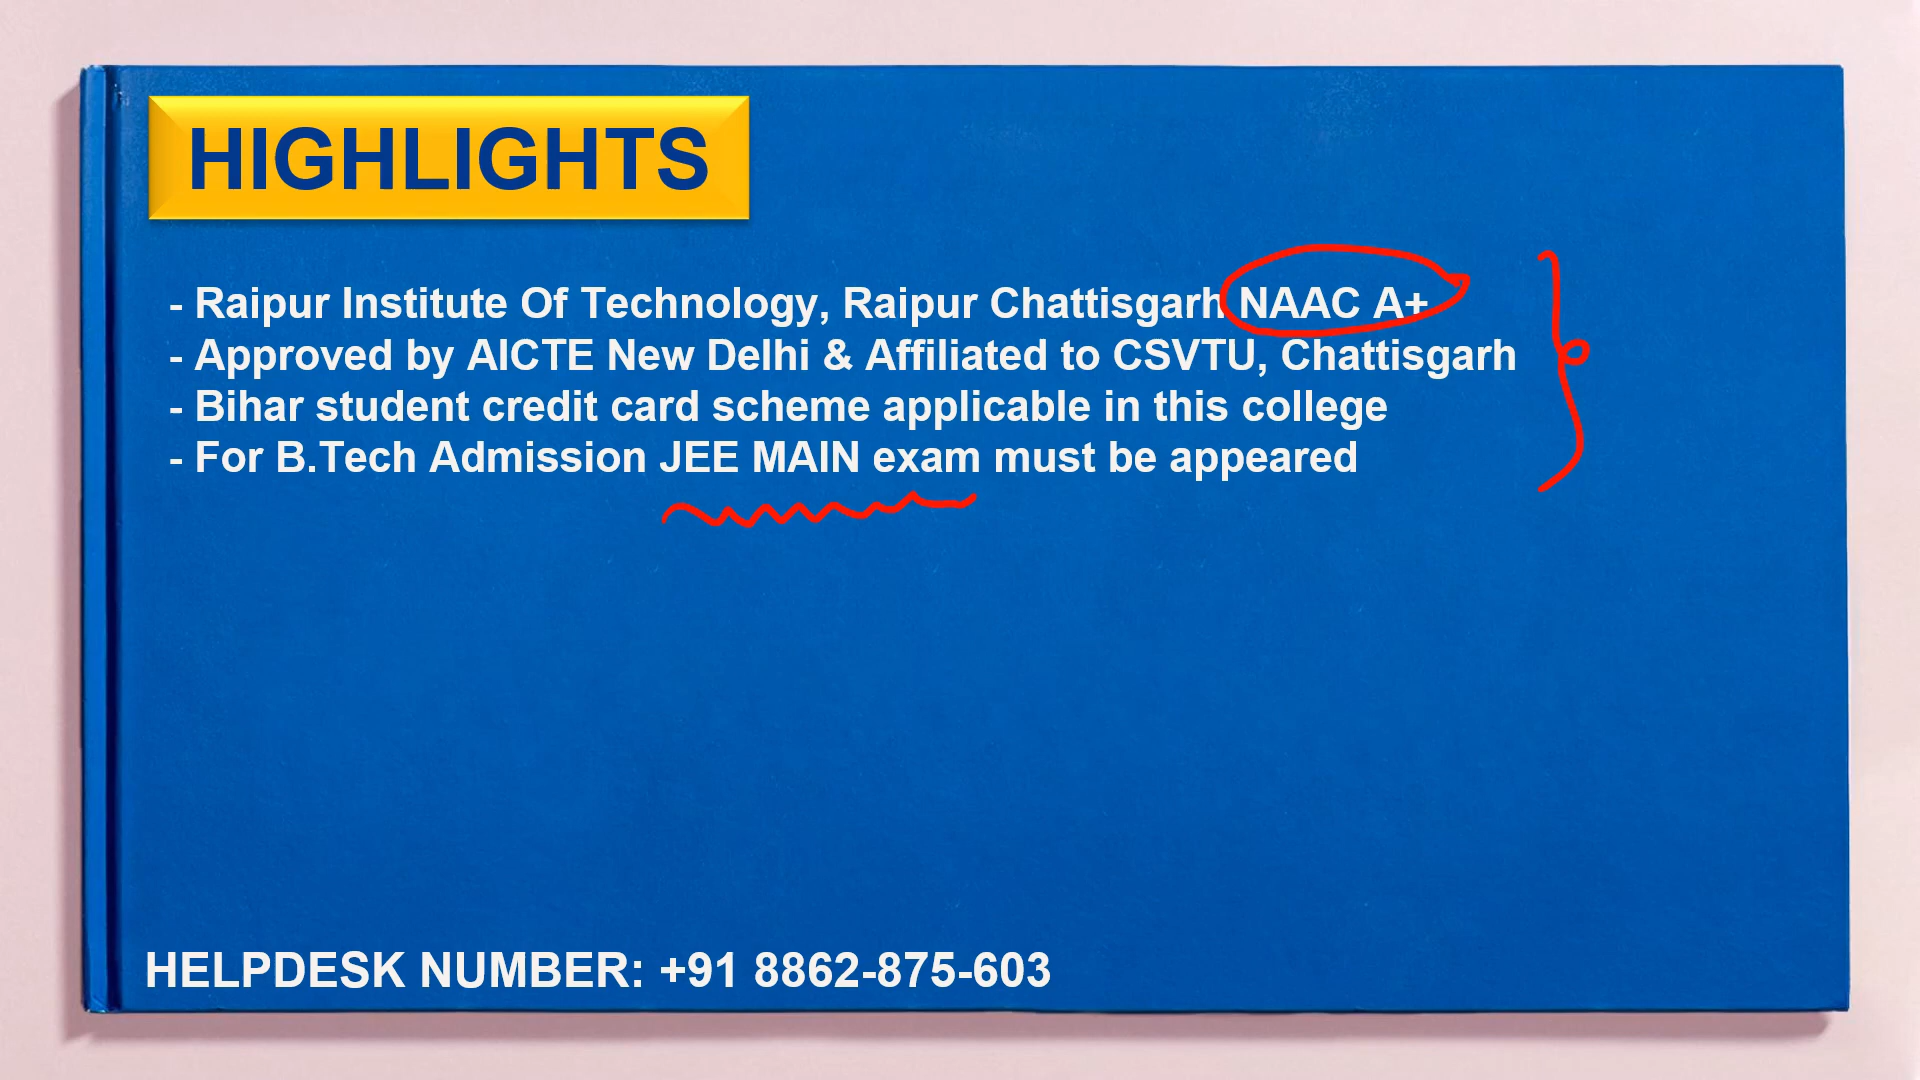 HIGHLIGHTS
- Raipur Institute Of Technology, Raipur Chattisgarh NAAC A+
- Approved by AICTE New Delhi & Affiliated to CSVTU, Chattisgarh
- Bihar student credit card scheme applicable in this college
- For B.Tech Admission JEE MAIN exam must be appeared
HELPDESK NUMBER: +91 8862-875-603